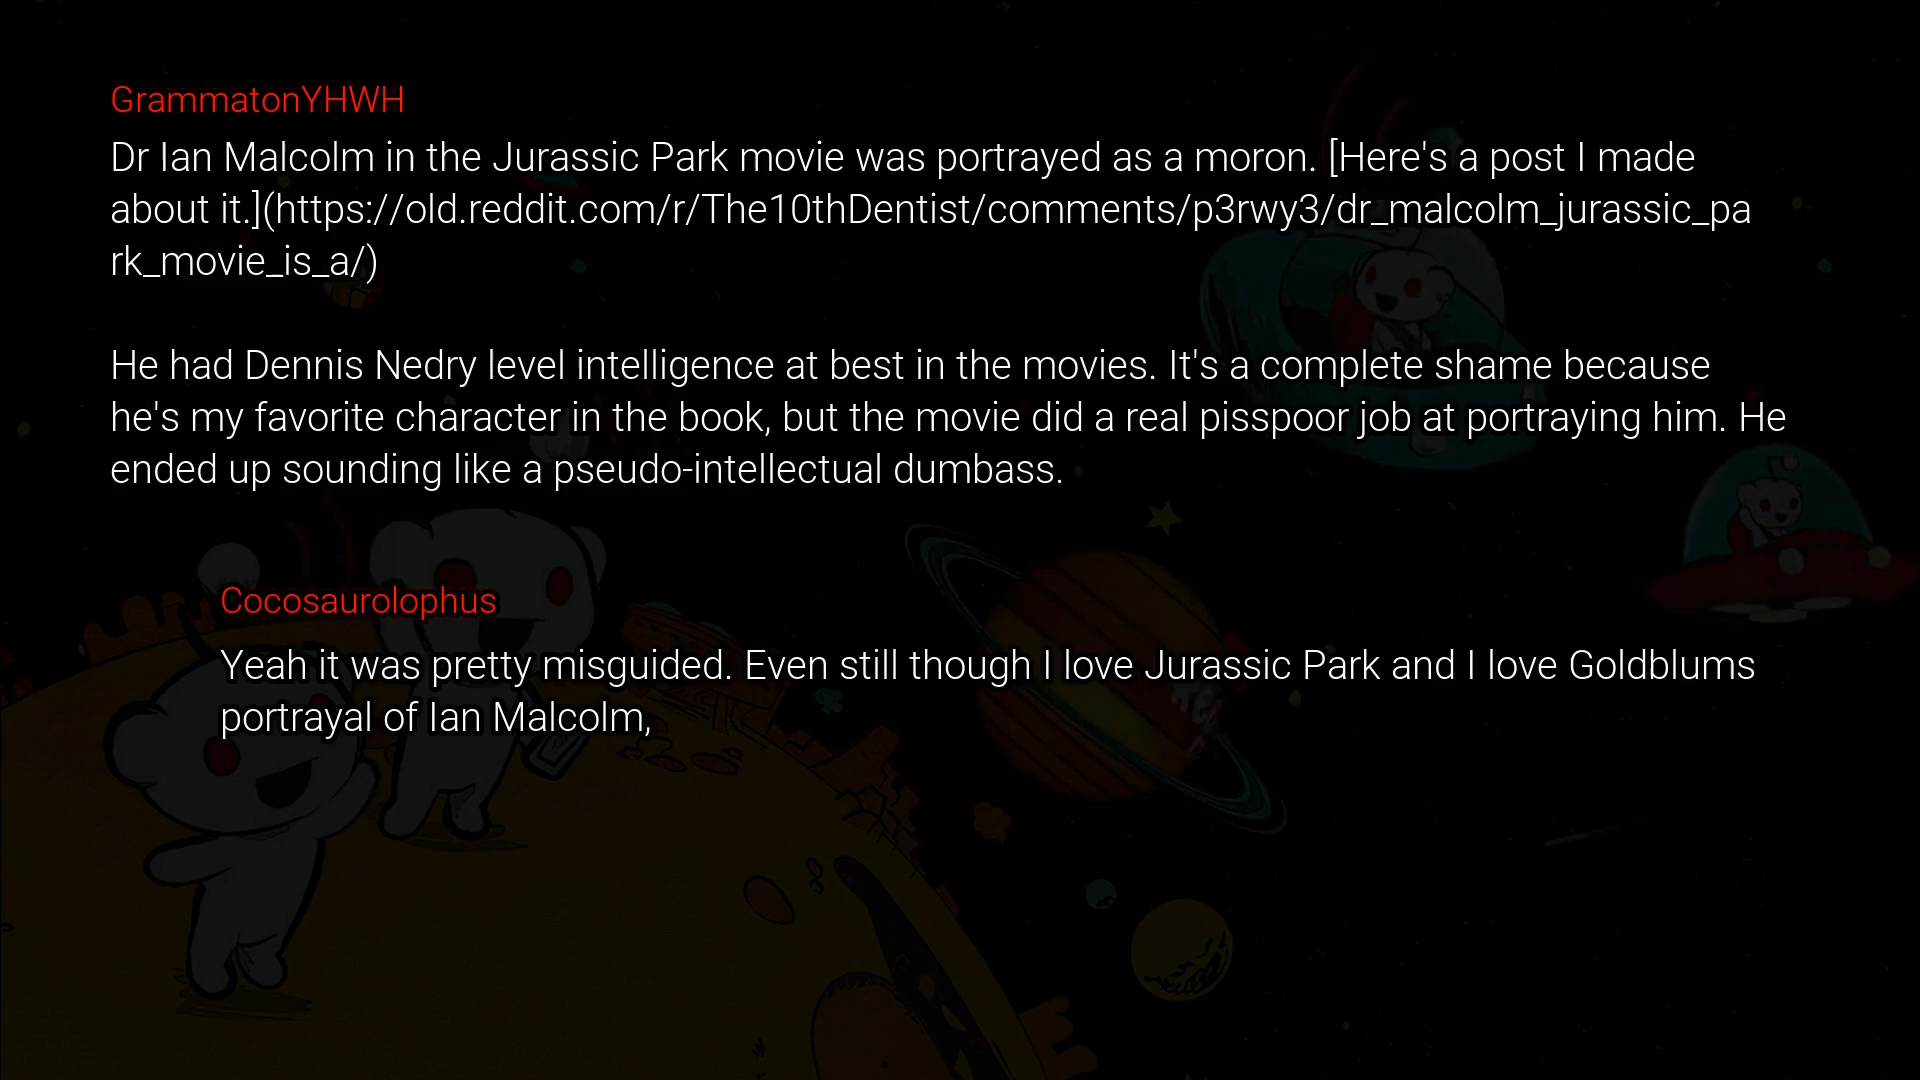 GrammatonYHWH
Dr Ian Malcolm in the Jurassic Park movie was portrayed as a moron. [Here's a post I made
about it.](https://old.reddit.com/r/The10thDentist/comments/p3rwy3/dr_malcolm_jurassic_pa
rk_movie_is_a/)
He had Dennis Nedry level intelligence at best in the movies. It's a complete shame because
he's my favorite character in the book, but the movie did a real pisspoor job at portraying him. He
ended up sounding like a pseudo-intellectual dumbass.
Cocosaurolophus
Yeah it was pretty misguided. Even still though I love Jurassic Park and I love Goldblums
portrayal of Ian Malcolm,